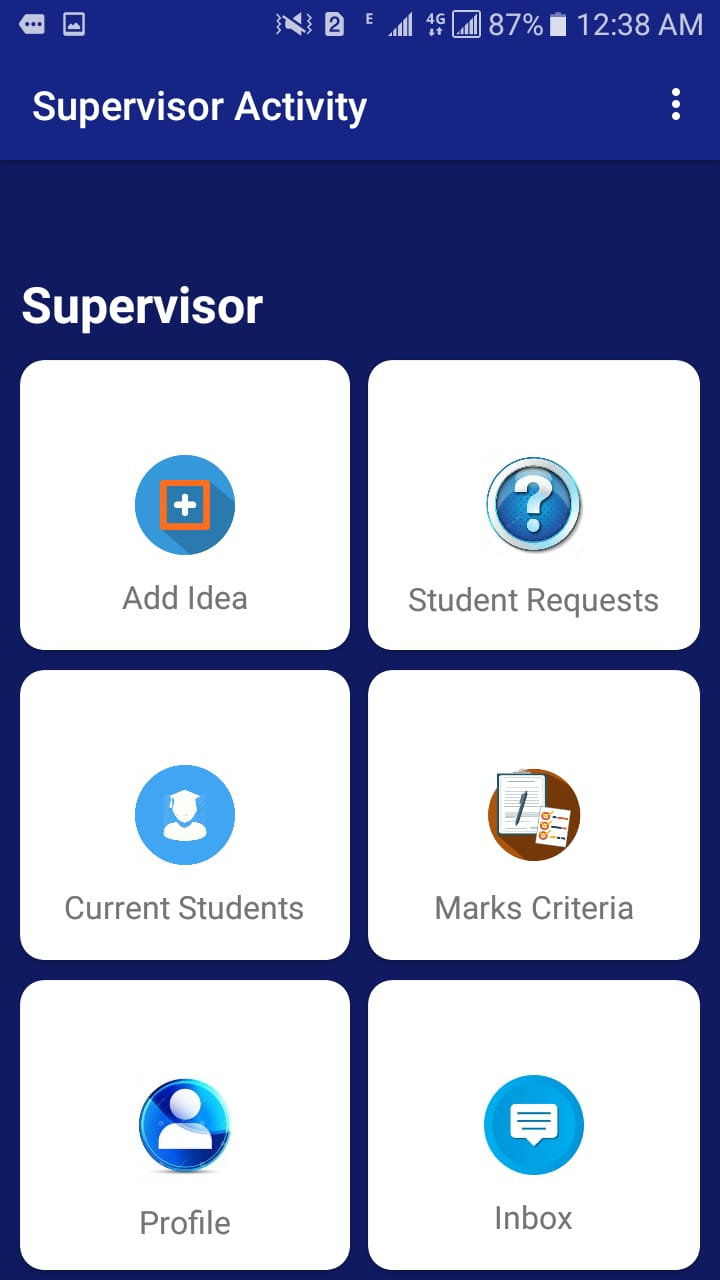 2 E 4G 87% 12:38 AM
Supervisor Activity
Supervisor
Add Idea
Student Requests
Current Students
Marks Criteria
Profile
Inbox